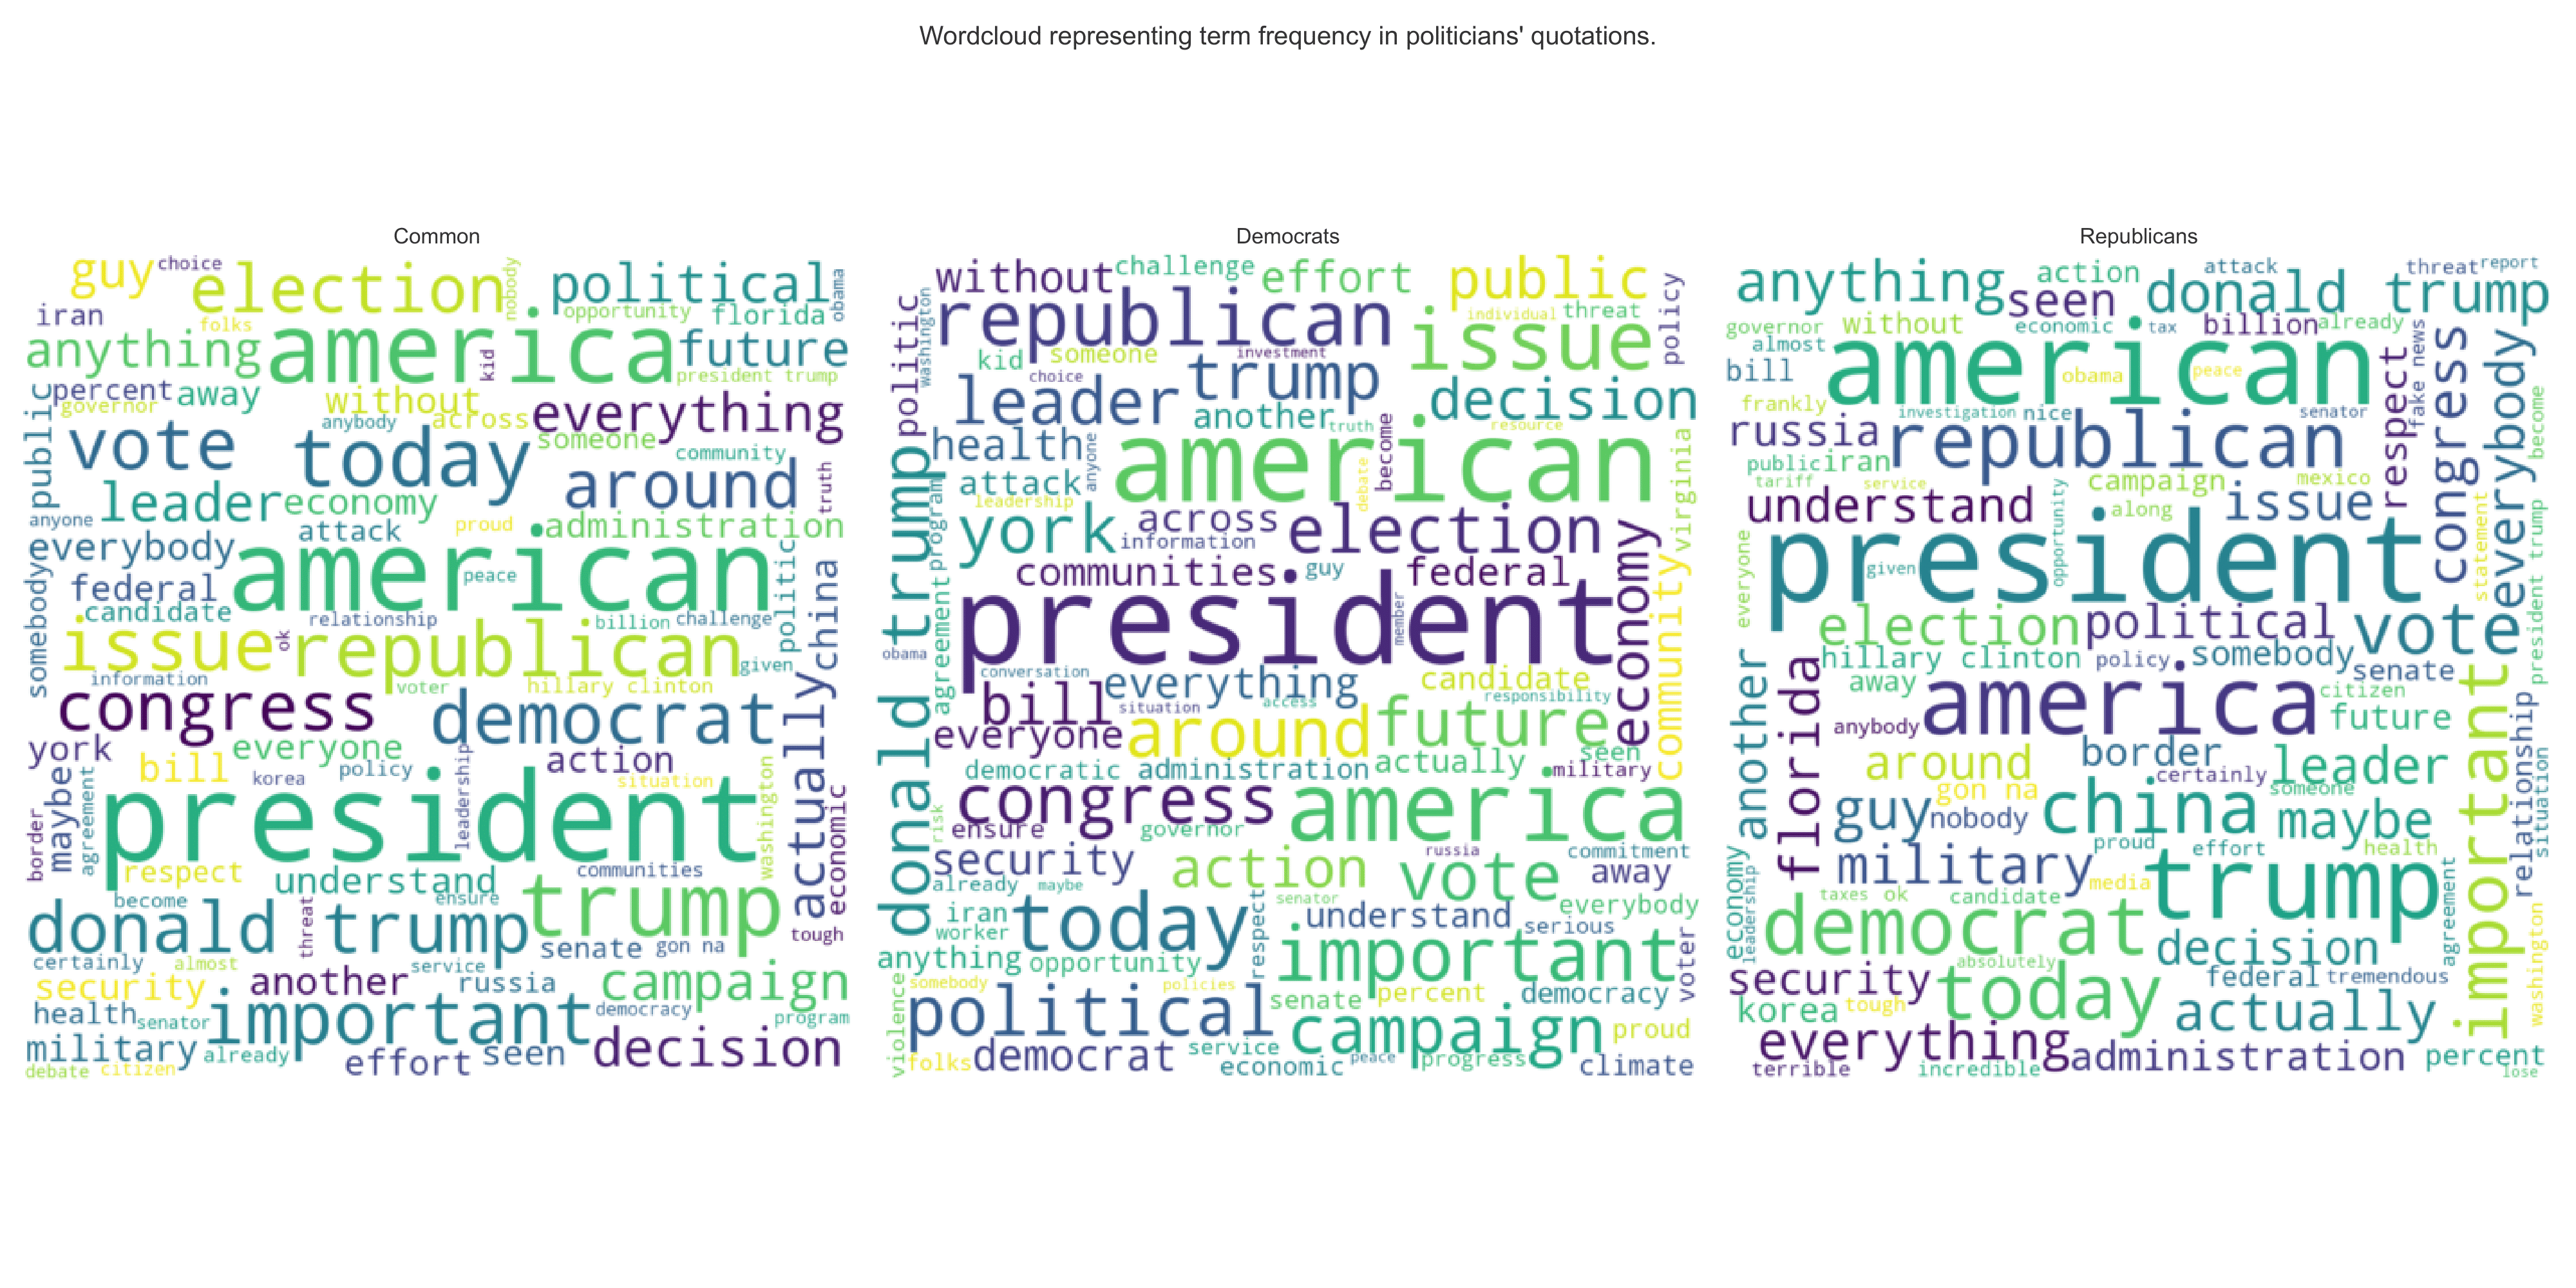 Wordcloud representing term frequency in politicians' quotations.
Common
guy choice election nobody political obama
iran folks opportunity florida
anything america kid future
president trump
public percent away without everything
governor anybody across someone
vote today around community truth
leader economy
anyone attack proud administration
everybody american peace politic china
somebody federal
candidate relationship billion challenge
issue ok republican given
information voter hillary clinton
congress democrat actually
york everyone action
maybe bill korea policy leadership situation washington
border agreement president economic
respect understand communities
become ensure trump
donald trump threat senate gon na tough
certainly almost another service russia campaign
security important democracy
health senator program
military already effort seen decision
debate citizen
Democrats
without challenge effort public policy
politic washington republican individual threat
kid someone investment issue
leader choice trump decision
another truth resource
health american become debate virginia
attack anyone
leadership
donald trump program york across election economy
information
communities guy federal community
agreement president member
obama
conversation everything candidate
bill situation access responsibility
everyone around future
seen
democratic administration actually military
risk congress america
ensure governor
security action russia vote commitment
already maybe away
iran today respect senator understand everybody
worker serious
anything opportunity important voter
violence somebody policies senate percent democracy
political campaign proud
folks democrat service progress
economic peace climate
Republicans
anything action attack donald trump threat report
seen
governor without economic tax billion already
almost american fake news congress everybody
bill obama peace respect become
frankly investigation nice senator
russia republican
public iran campaign mexico
tariff service
understand opportunity along issue statement
everyone president given president trump
election political vote
hillary clinton policy somebody senate
another florida away america citizen important
anybody future relationship
around border leader situation
certainly
gon na someone
guy nobody china maybe
proud effort health
military media trump
economy leadership taxes ok candidate agreement
democrat decision washington
security absolutely federal tremendous
korea tough today actually
everything administration percent
terrible incredible lose